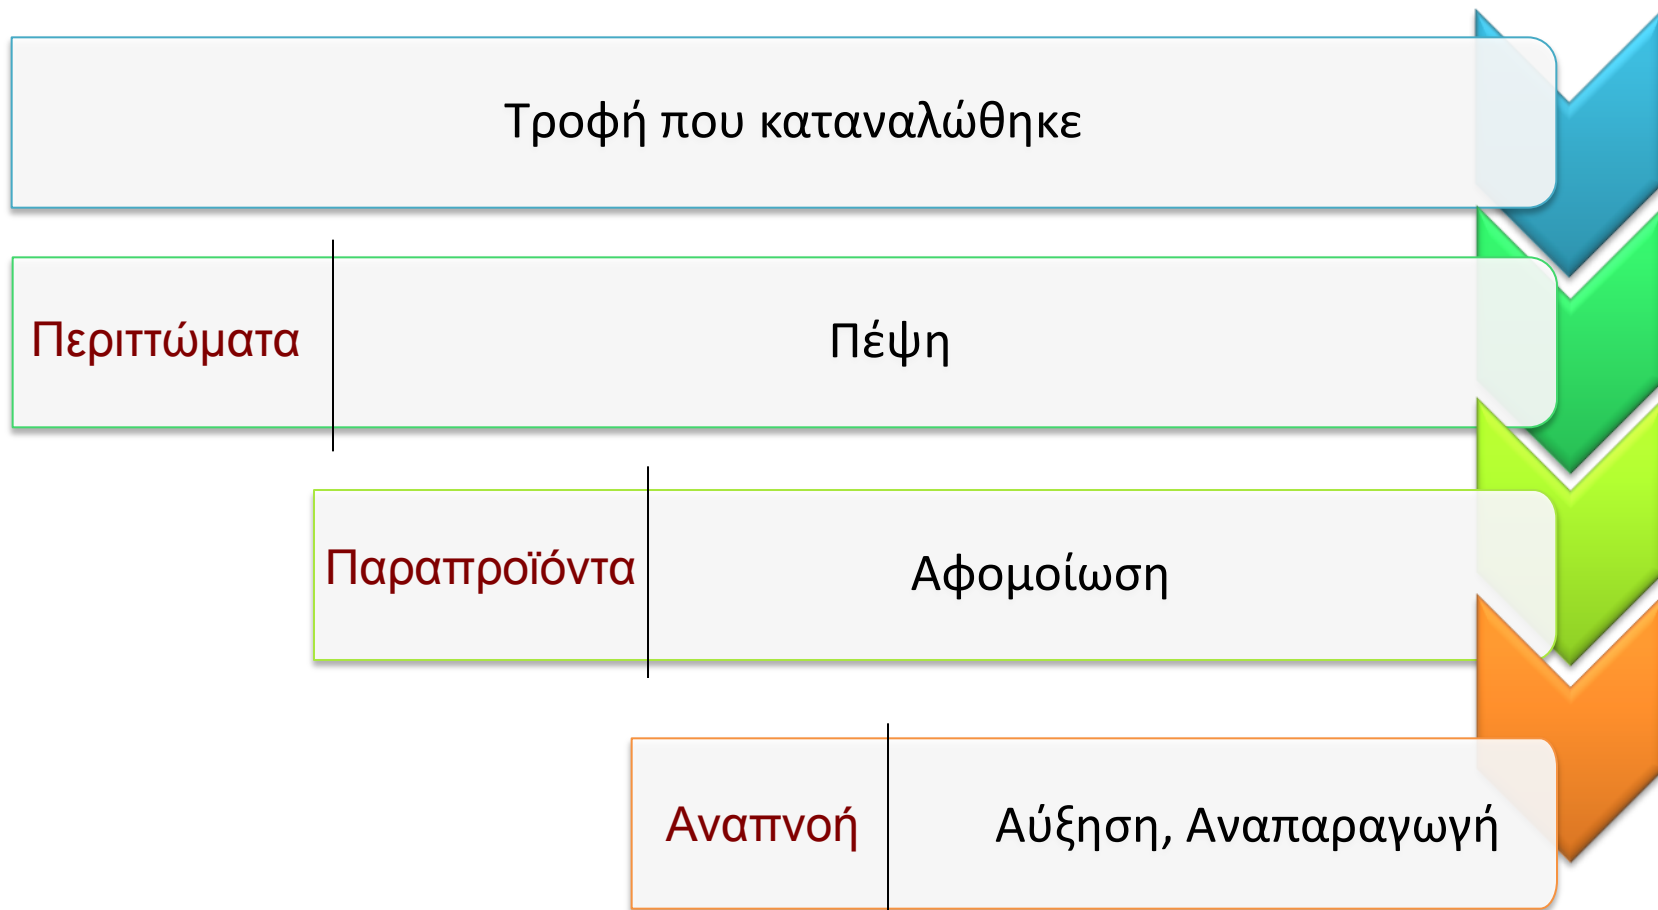 Τροφή που καταναλώθηκε
Περιττώματα
Πέψη
Παραπροϊόντα
Αφομοίωση
Αναπνοή
Αύξηση, Αναπαραγωγή